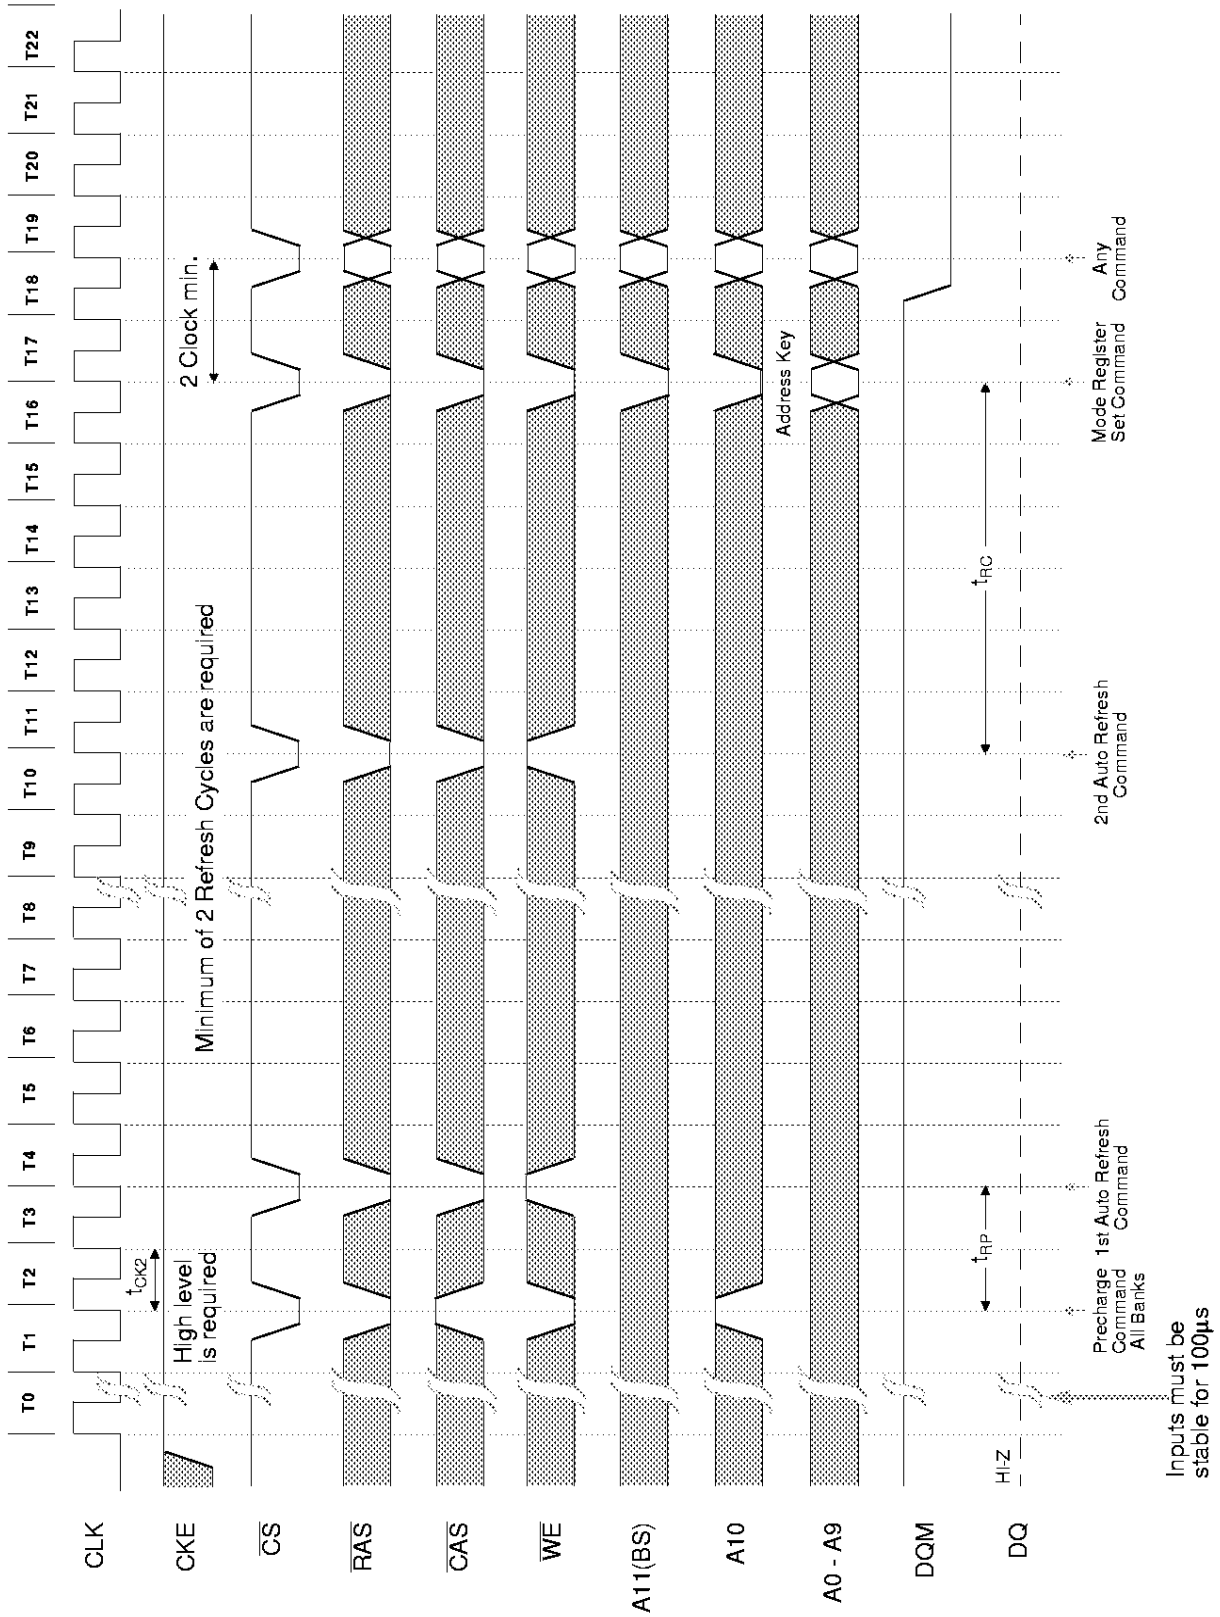 T0 T1 T2 T3 T4 T5 T6 T7 T8 T9 T10 T11 T12 T13 T14 T15 T16 T17 T18 T19 T20 T21 T22
CLK
tCK2
CKE
High level
is required
Minimum of 2 Refresh Cycles are required
2 Clock min.
CS
RAS
CAS
WE
A11(BS)
A10
Address Key
A0 - A9
DQM
tRP
tRC
HI-Z
DQ
Precharge
Command
All Banks
1st Auto Refresh
Command
2nd Auto Refresh
Command
Mode Register
Set Command
Any
Command
Inputs must be
stable for 100µs